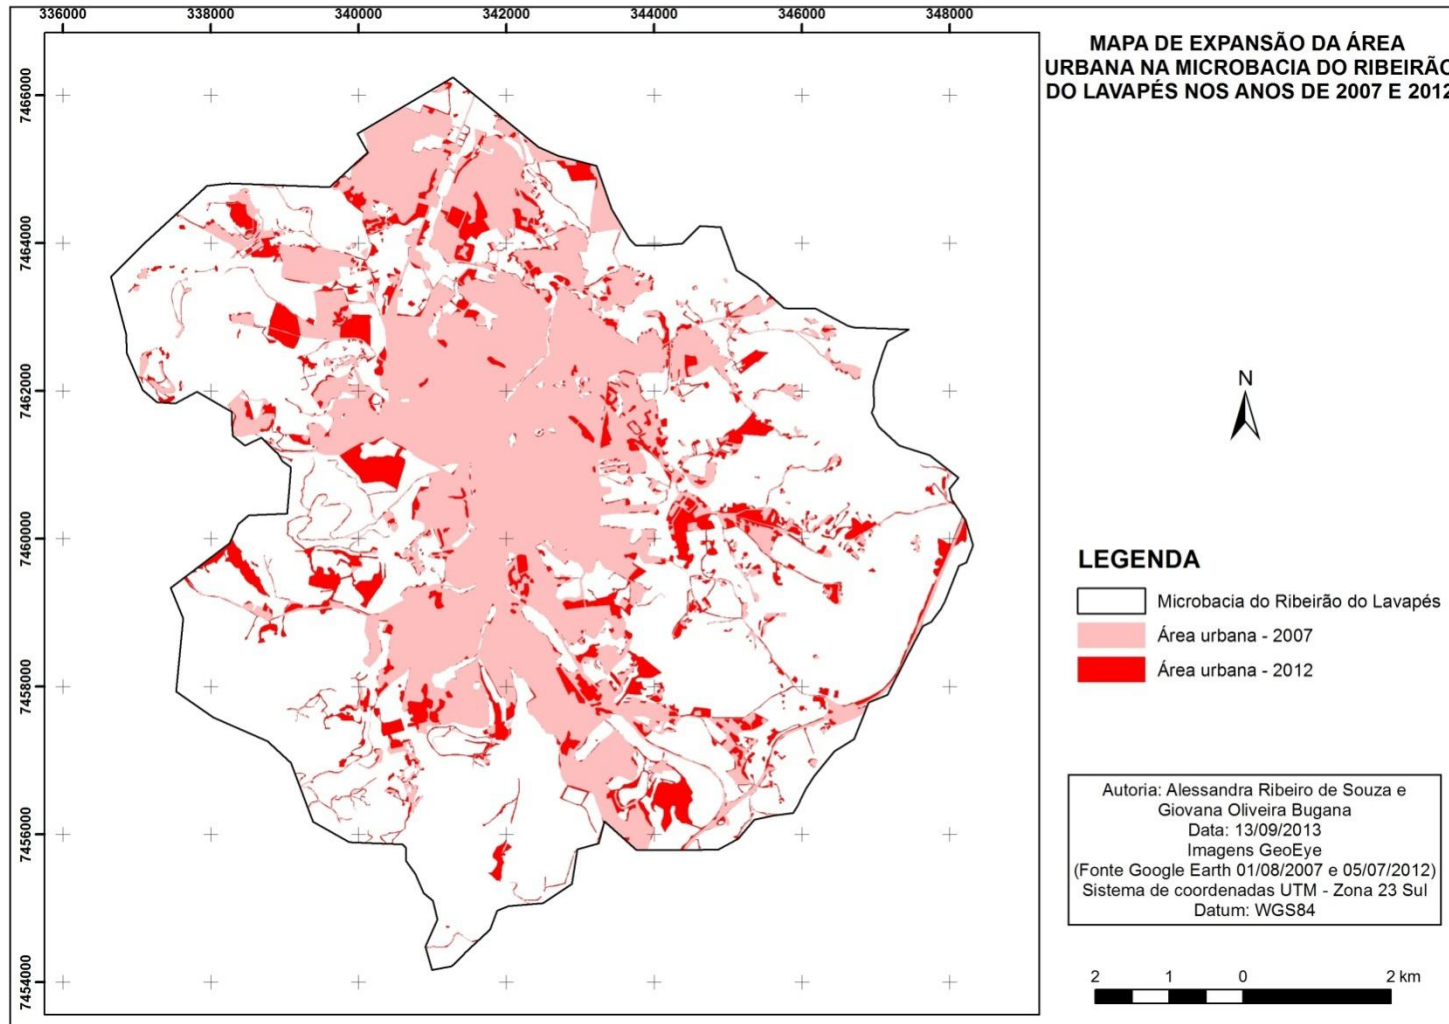 336000 338000 340000 342000 344000 346000 348000
MAPA DE EXPANSÃO DA ÁREA
URBANA NA MICROBACIA DO RIBEIRÃO
DO LAVAPÉS NOS ANOS DE 2007 E 2012
7466000
7464000
7462000
7460000
7458000
7456000
7454000
N
LEGENDA
Microbacia do Ribeirão do Lavapés
Área urbana - 2007
Área urbana - 2012
Autoria: Alessandra Ribeiro de Souza e
Giovana Oliveira Bugana
Data: 13/09/2013
Imagens GeoEye
(Fonte Google Earth 01/08/2007 e 05/07/2012)
Sistema de coordenadas UTM - Zona 23 Sul
Datum: WGS84
2 1 0 2 km